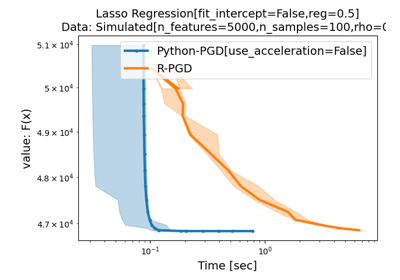 Lasso Regression[fit_intercept=False,reg=0.5]
Data: Simulated[n_features=5000,n_samples=100,rho=0
Python-PGD[use_acceleration=False]
R-PGD
value: F(x)
5.1 × 10⁴
5 × 10⁴
4.9 × 10⁴
4.8 × 10⁴
4.7 × 10⁴
10⁻¹
10⁰
Time [sec]